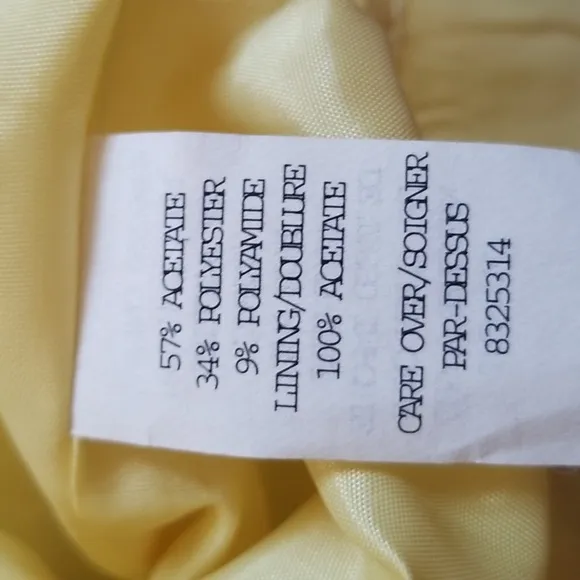 57% ACETATE
34% POLYESTER
9% POLYAMIDE
LINING/DOUBLURE
100% ACETATE
CARE OVER/SOIGNER
PAR-DESSUS
8325314